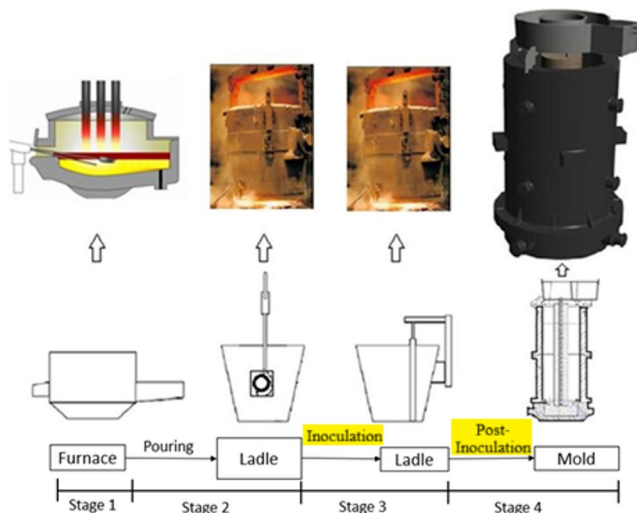 Furnace
Pouring
Ladle
Inoculation
Ladle
Post-
Inoculation
Mold
Stage 1
Stage 2
Stage 3
Stage 4